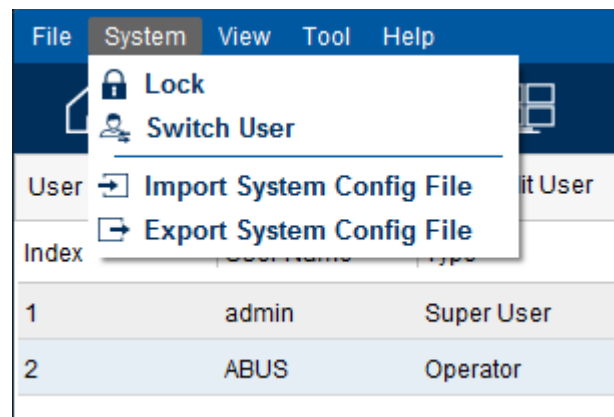 File System View Tool Help
Lock
Switch User
Import System Config File
User it User
Export System Config File
Index
1 admin Super User
2 ABUS Operator